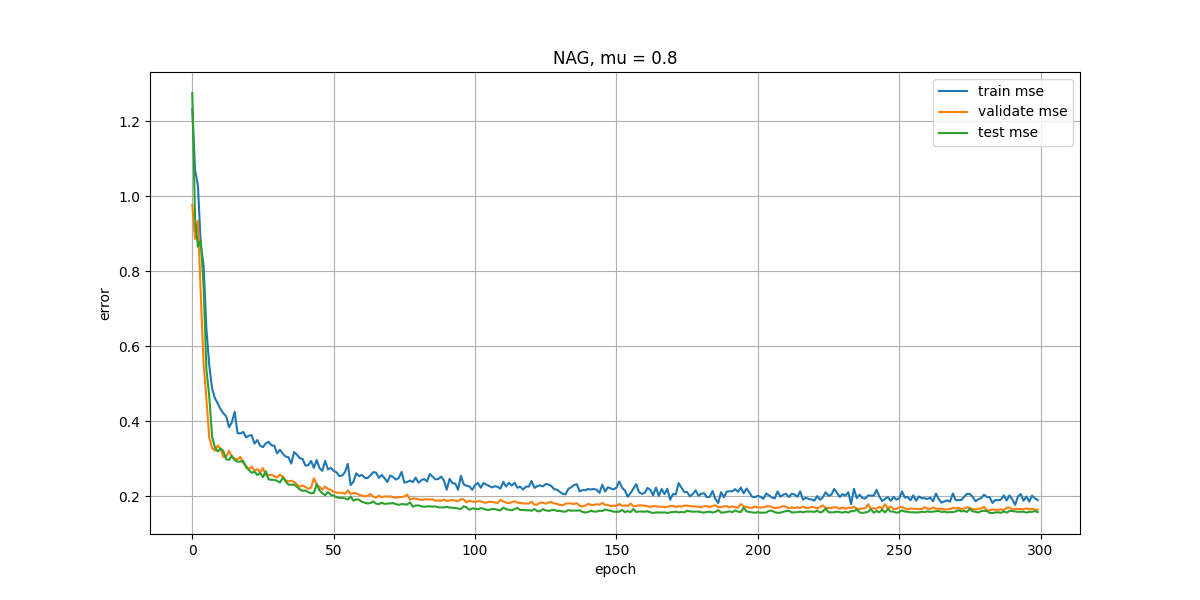 NAG, mu = 0.8
train mse
validate mse
test mse
1.2
1.0
0.8
0.6
0.4
0.2
error
0 50 100 150 200 250 300
epoch